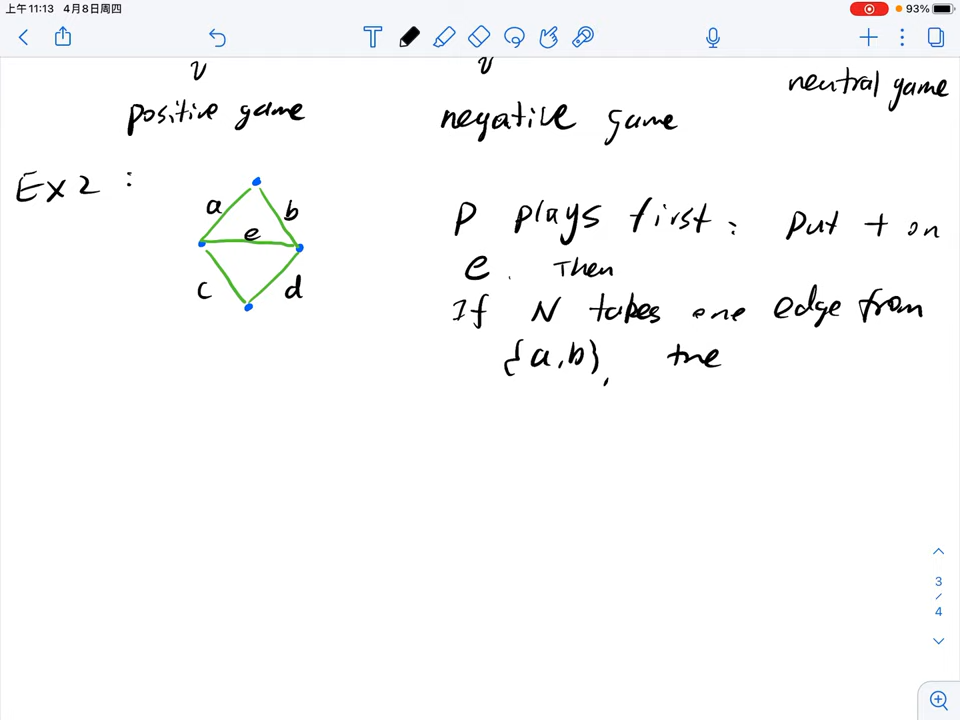 上午11:13 4月8日周四
93%
neutral game
positive game
negative game
Ex 2 :
a
b
e
c
d
P plays first : Put + on
e. Then
If N takes one edge from
{a,b}, the
3
/
4